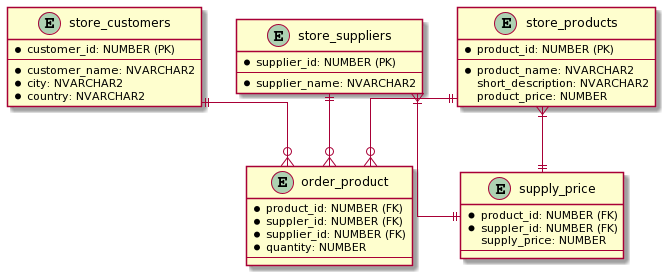 E store_customers
customer_id: NUMBER (PK)
customer_name: NVARCHAR2
city: NVARCHAR2
country: NVARCHAR2
E store_suppliers
supplier_id: NUMBER (PK)
supplier_name: NVARCHAR2
E store_products
product_id: NUMBER (PK)
product_name: NVARCHAR2
short_description: NVARCHAR2
product_price: NUMBER
E order_product
product_id: NUMBER (FK)
suppler_id: NUMBER (FK)
supplier_id: NUMBER (FK)
quantity: NUMBER
E supply_price
product_id: NUMBER (FK)
suppler_id: NUMBER (FK)
supply_price: NUMBER